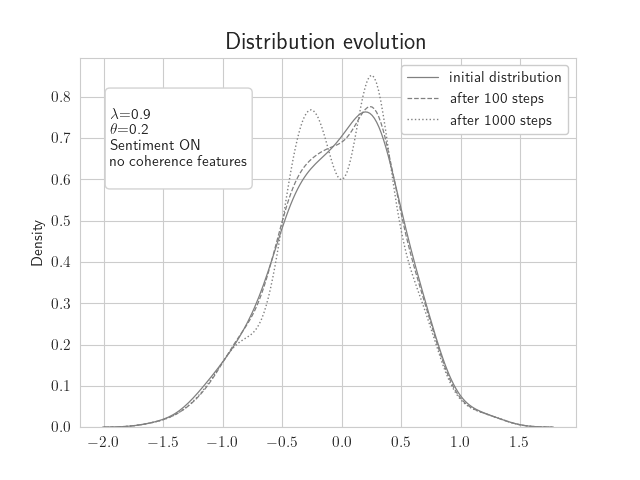 Distribution evolution
initial distribution
after 100 steps
after 1000 steps
λ=0.9
θ=0.2
Sentiment ON
no coherence features
Density
0.8
0.7
0.6
0.5
0.4
0.3
0.2
0.1
0.0
−2.0 −1.5 −1.0 −0.5 0.0 0.5 1.0 1.5